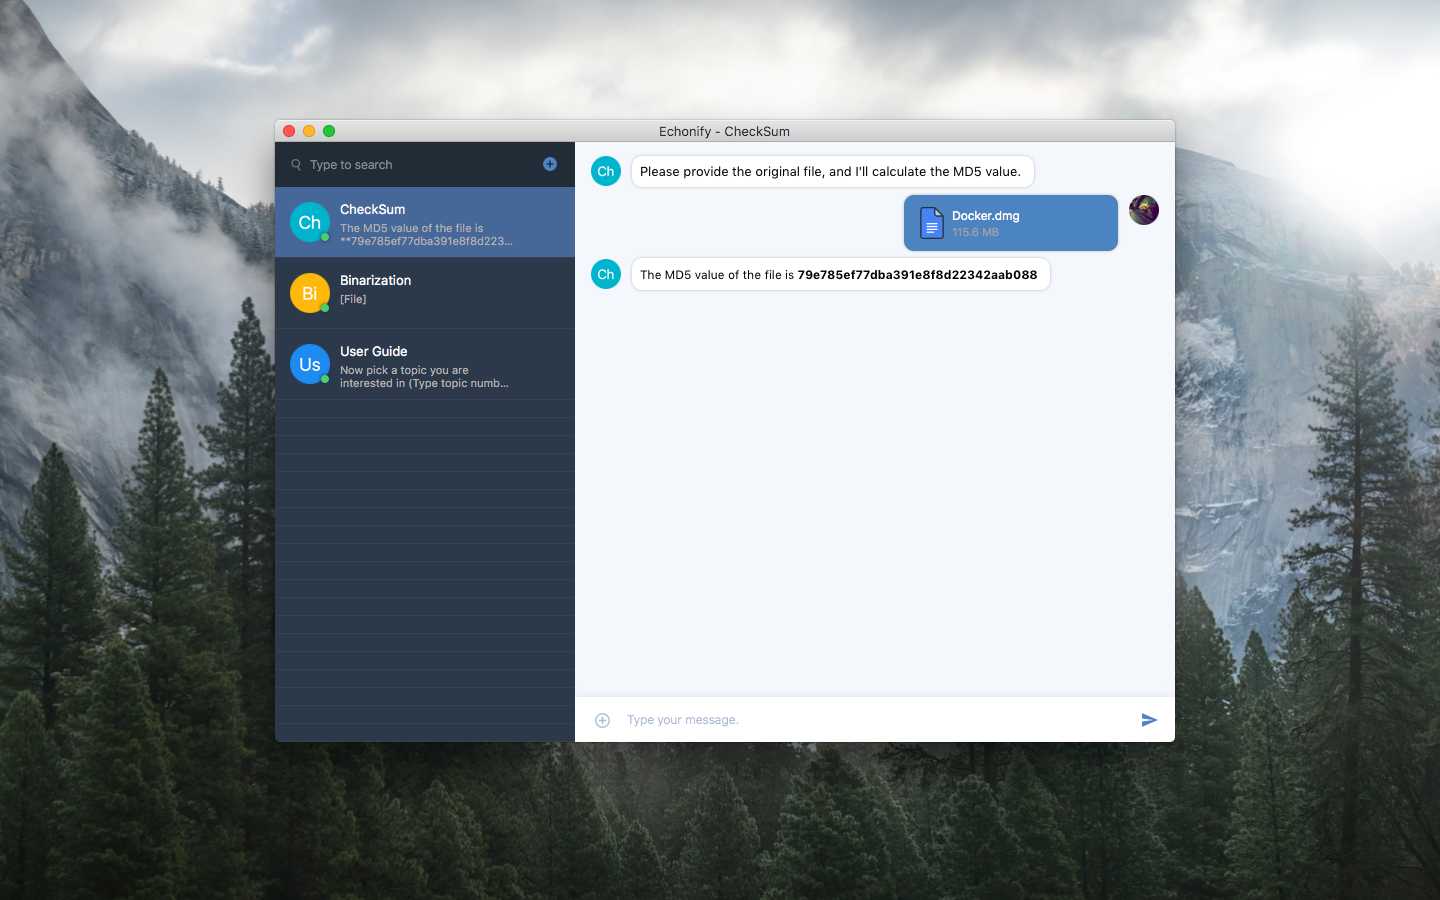 Echonify - CheckSum
Type to search
Ch
CheckSum
The MD5 value of the file is
**79e785ef77dba391e8f8d223...
Bi
Binarization
[File]
Us
User Guide
Now pick a topic you are
interested in (Type topic numb...
Ch
Please provide the original file, and I'll calculate the MD5 value.
Docker.dmg
115.6 MB
Ch
The MD5 value of the file is 79e785ef77dba391e8f8d22342aab088
Type your message.